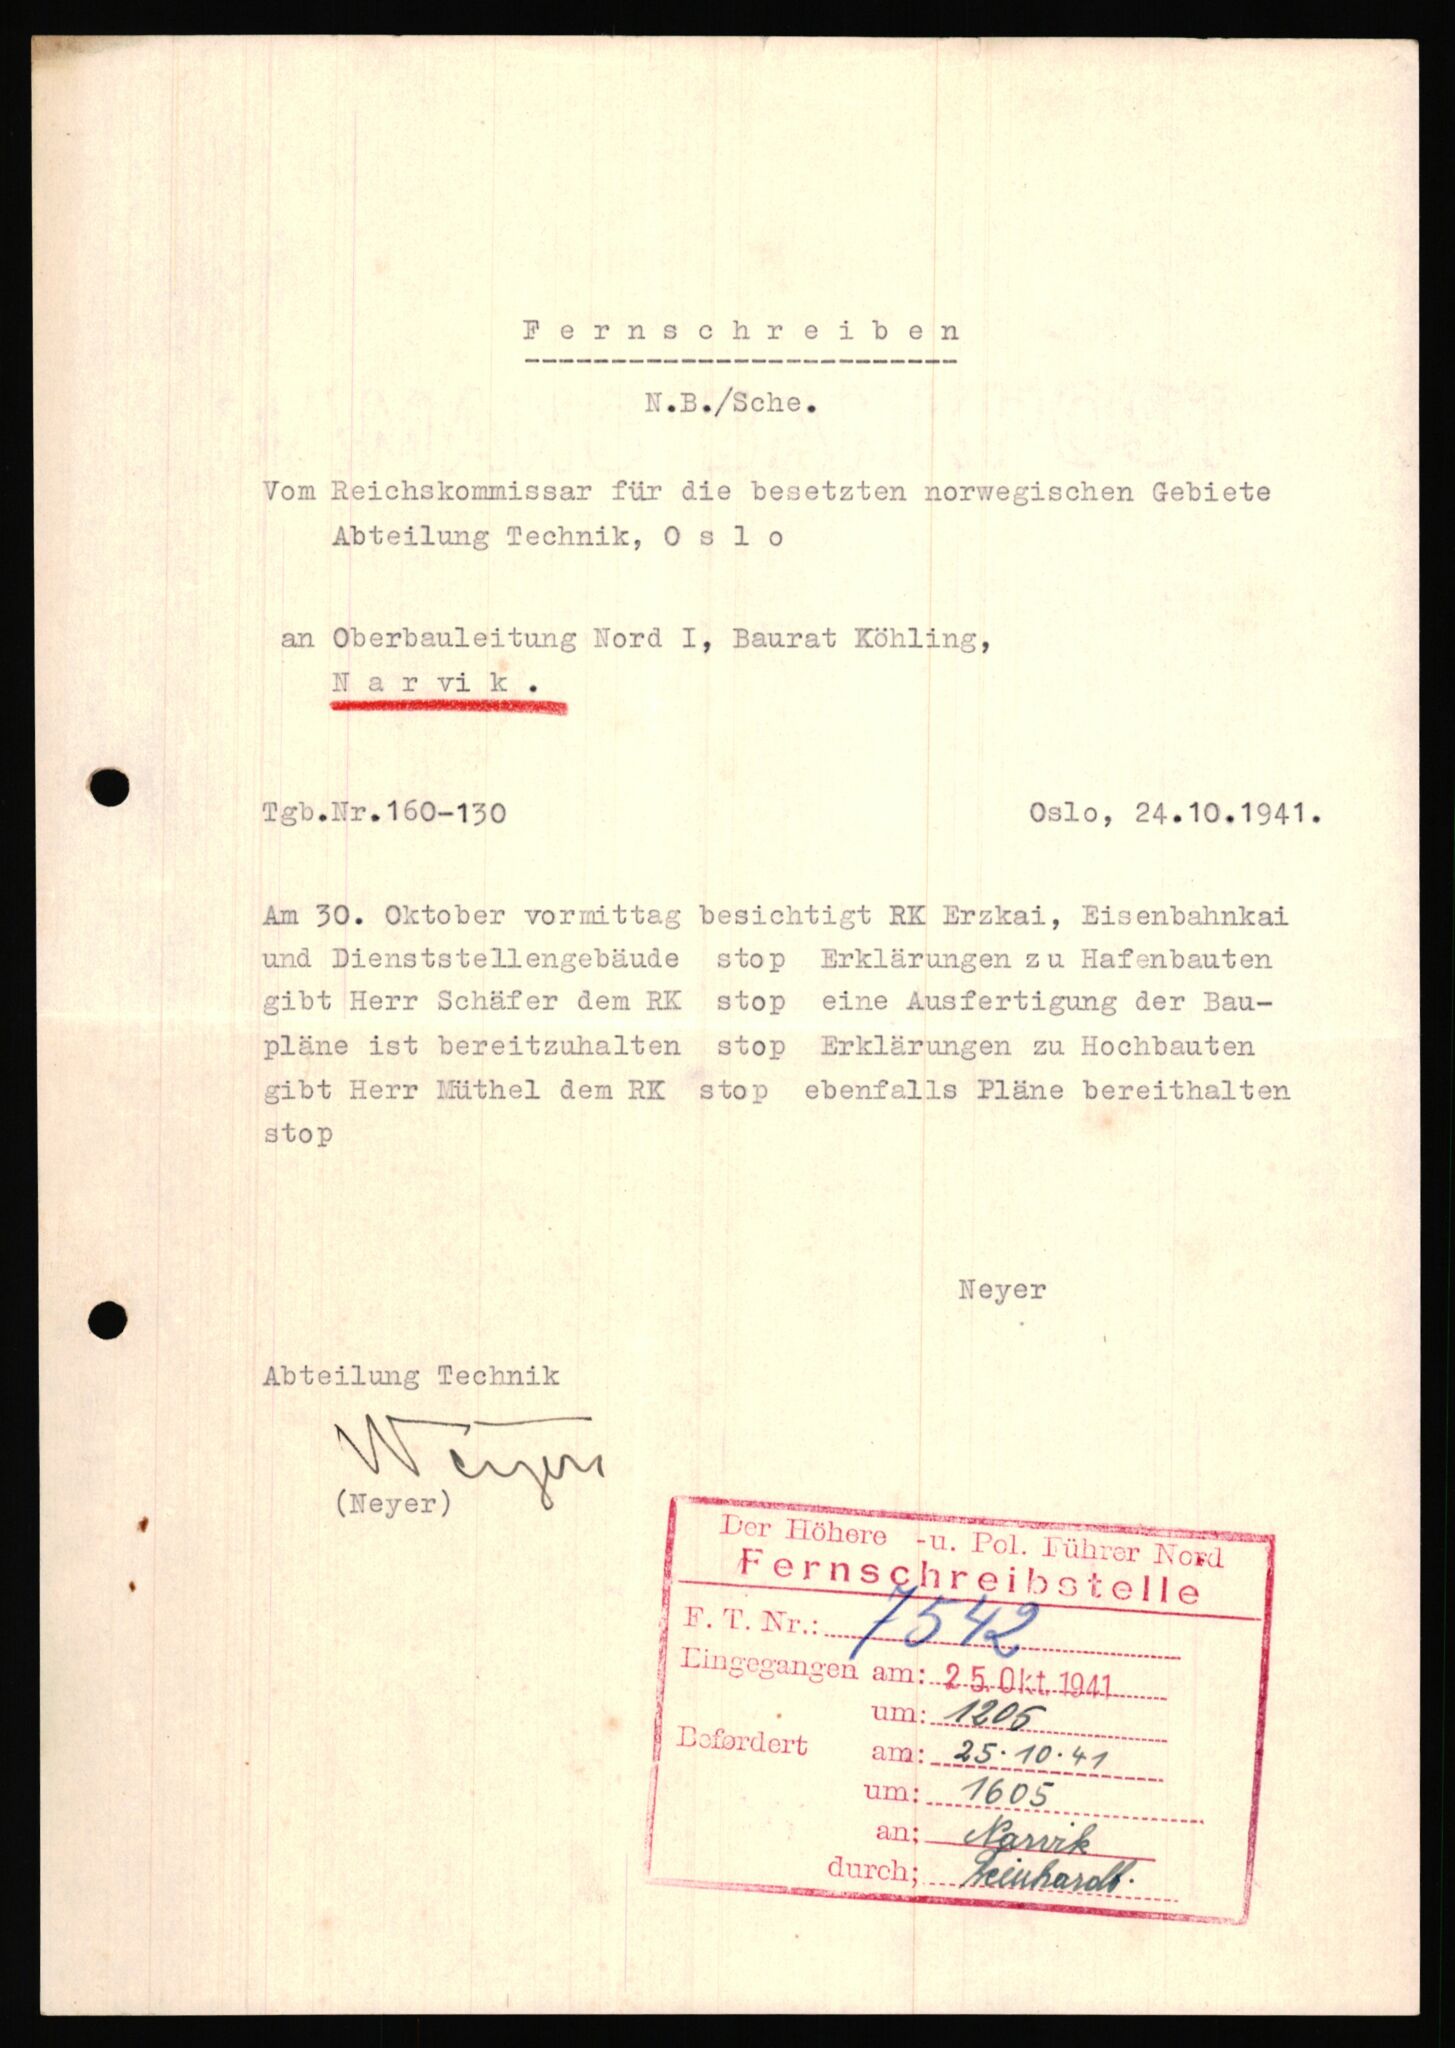 F e r n s c h r e i b e n
N.B./Sche.
Vom Reichskommissar für die besetzten norwegischen Gebiete
Abteilung Technik, O s l o
an Oberbauleitung Nord I, Baurat Köhling,
N a r v i k .
Tgb.Nr.160-130 Oslo, 24.10.1941.
Am 30. Oktober vormittag besichtigt RK Erzkai, Eisenbahnkai
und Dienststellengebäude stop Erklärungen zu Hafenbauten
gibt Herr Schäfer dem RK stop eine Ausfertigung der Bau-
pläne ist bereitzuhalten stop Erklärungen zu Hochbauten
gibt Herr Müthel dem RK stop ebenfalls Pläne bereithalten
stop
Neyer
Abteilung Technik
(Neyer)
Der Höhere -u. Pol. Führer Nord
Fernschreibstelle
F. T. Nr.: 7542
Eingegangen am: 25. Okt. 1941
um: 1205
Befördert am: 25.10.41
um: 1605
an: Narvik
durch: